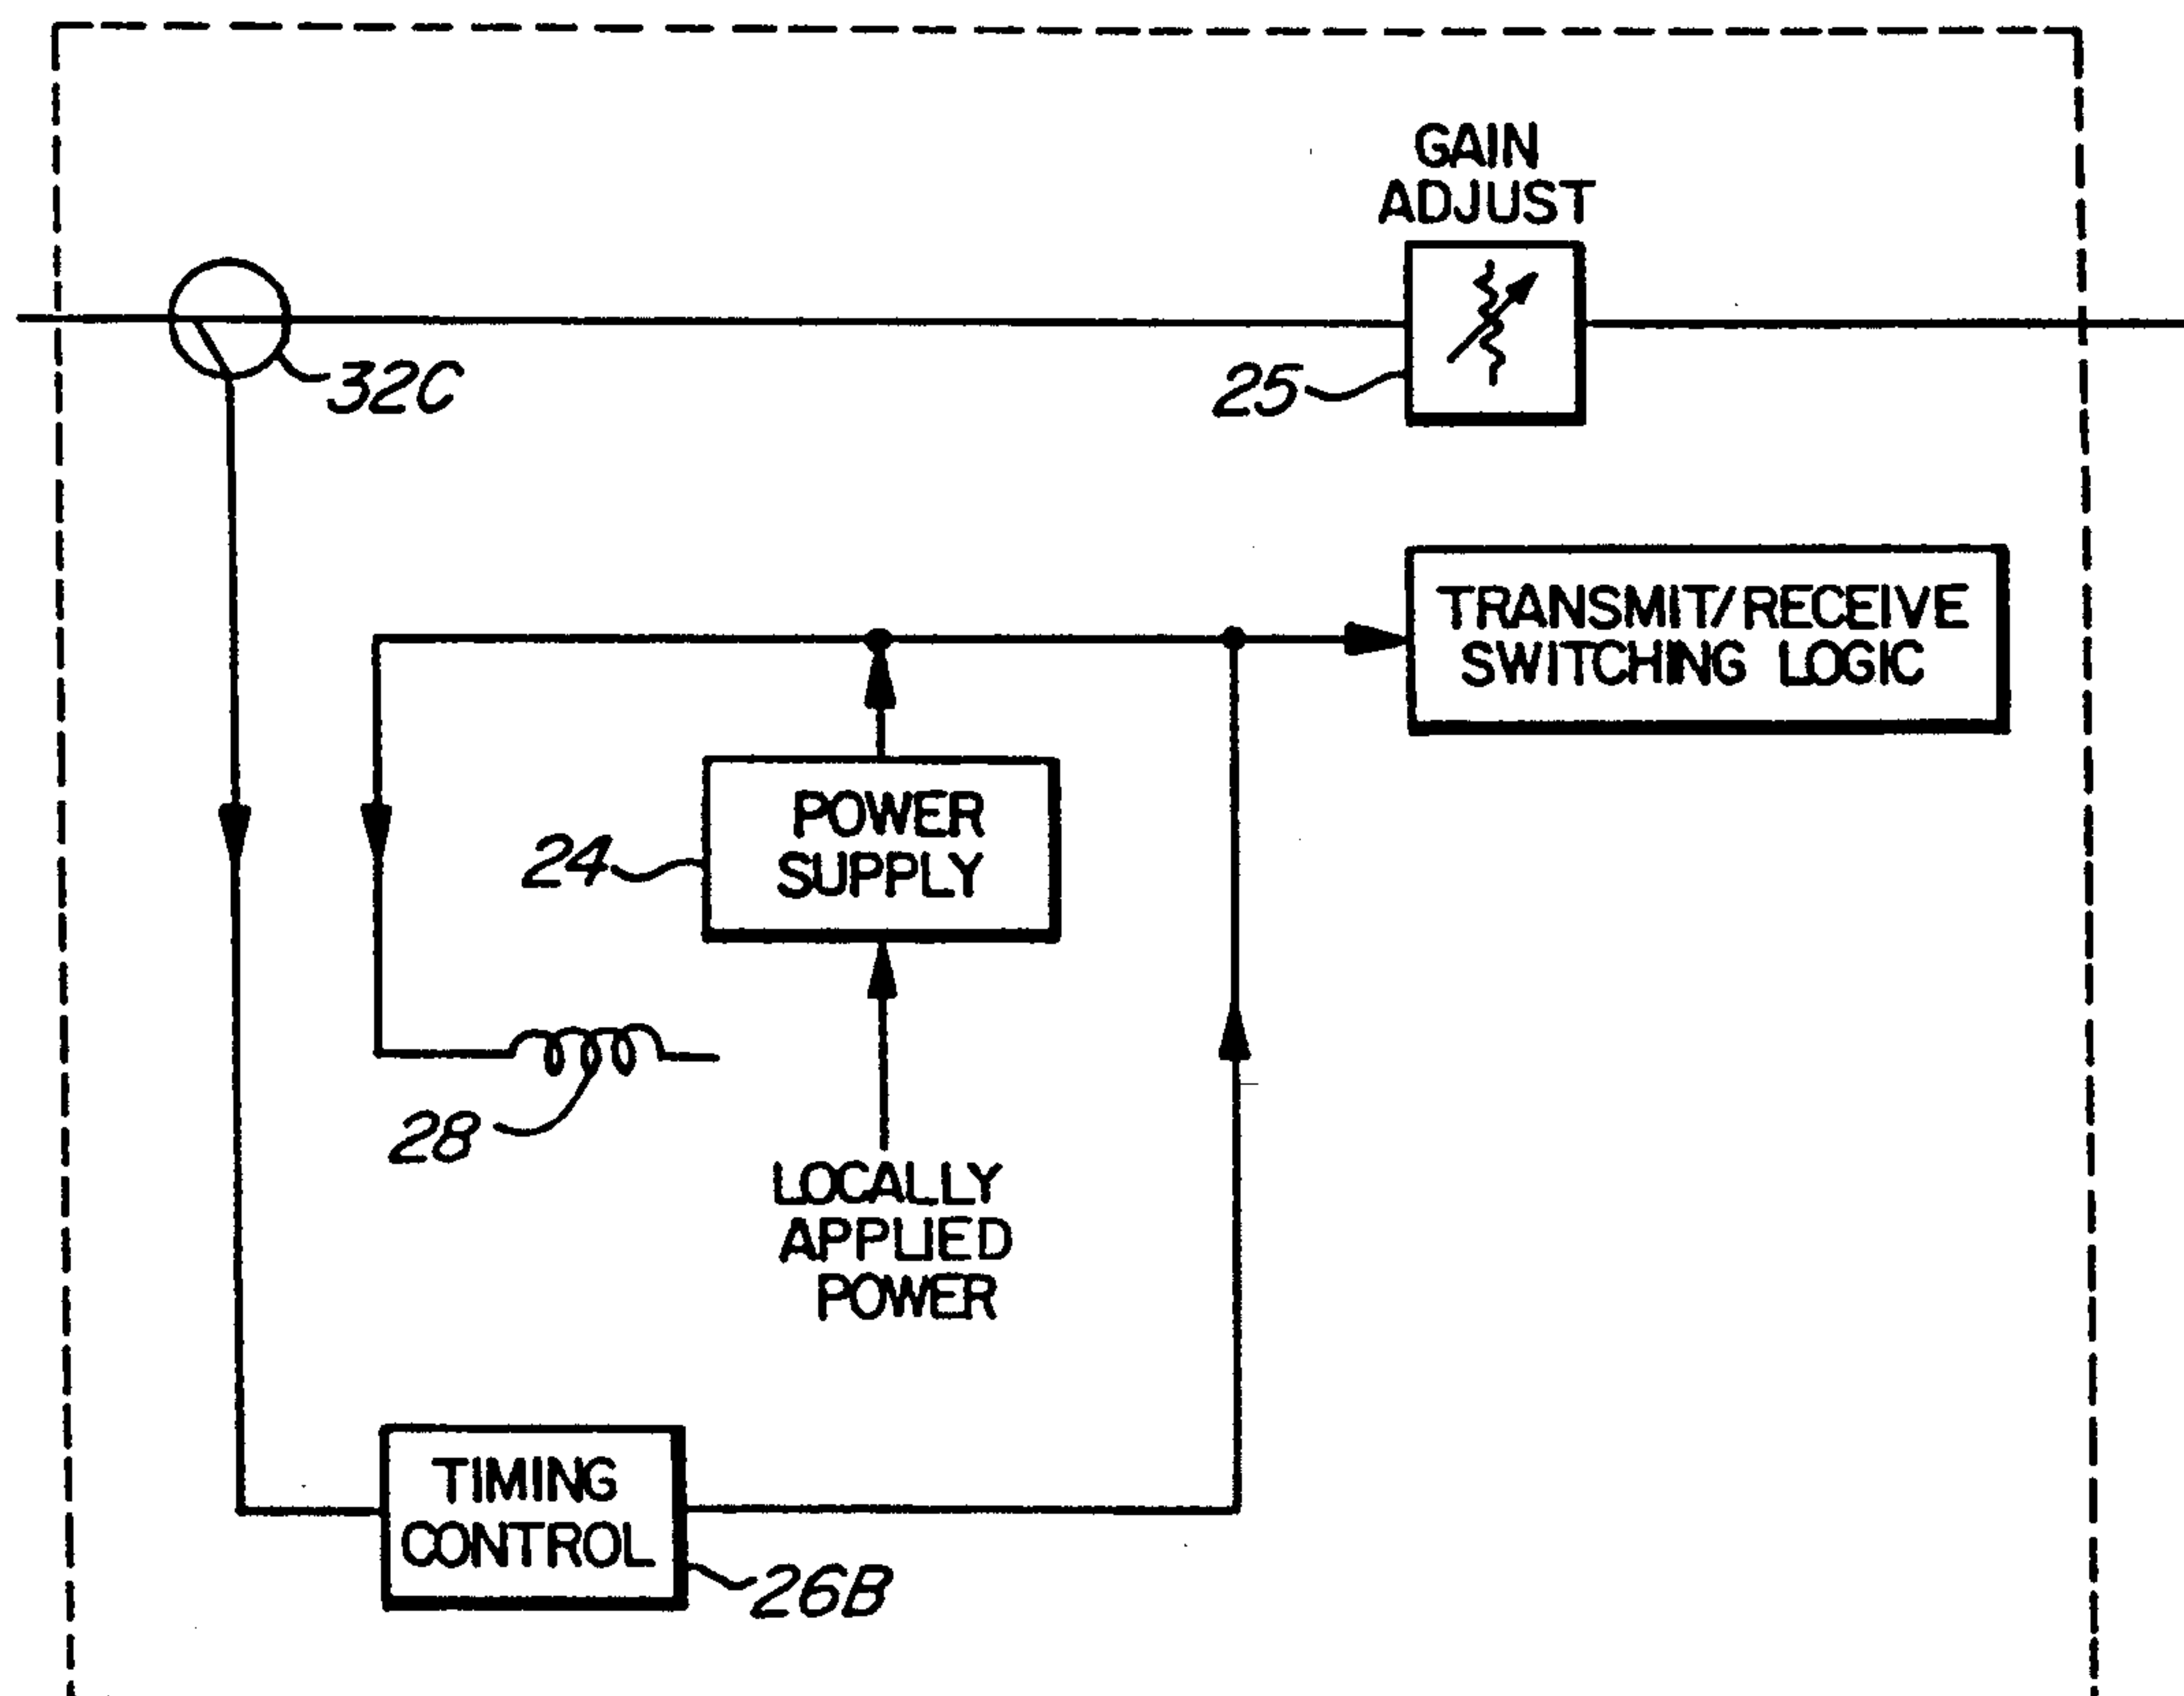 GAIN
ADJUST
32C
25
TRANSMIT/RECEIVE
SWITCHING LOGIC
POWER
SUPPLY
24
28
LOCALLY
APPLIED
POWER
TIMING
CONTROL
26B